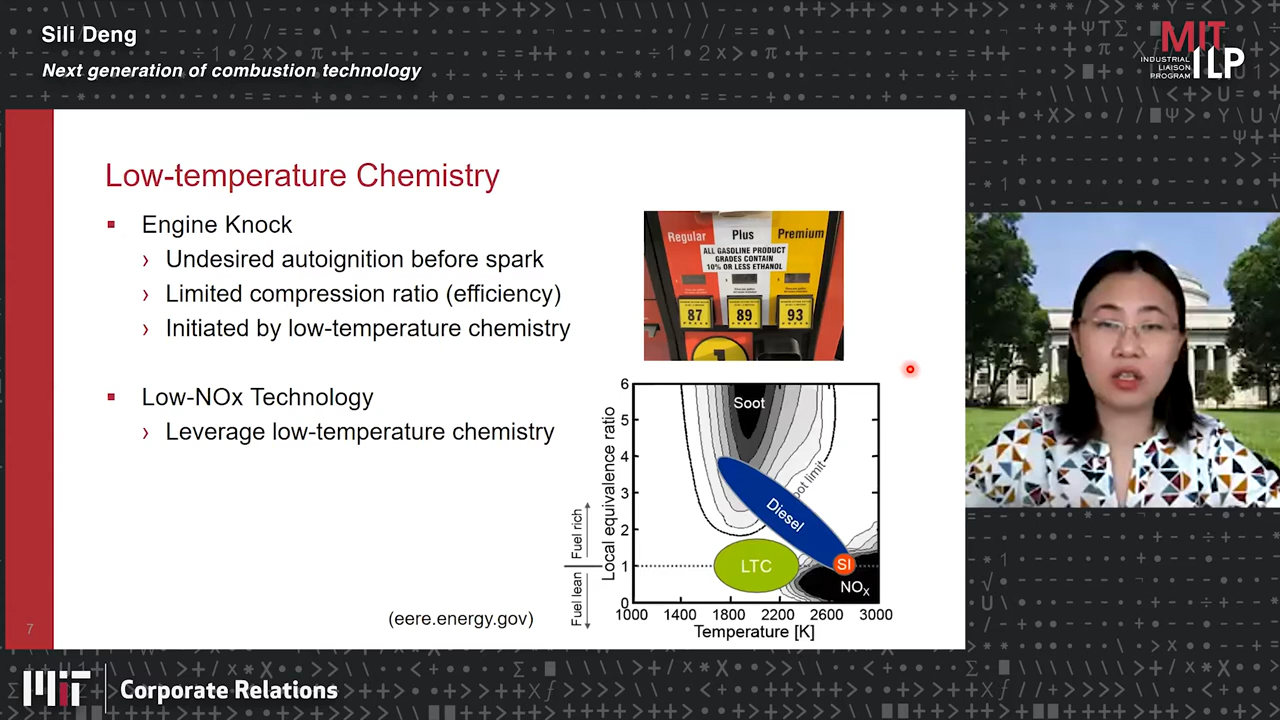 Sili Deng
Next generation of combustion technology
MIT
INDUSTRIAL
LIAISON
PROGRAM
ILP
Low-temperature Chemistry
Engine Knock
› Undesired autoignition before spark
› Limited compression ratio (efficiency)
› Initiated by low-temperature chemistry
Low-NOx Technology
› Leverage low-temperature chemistry
(eere.energy.gov)
7
Regular
Plus
Premium
ALL GASOLINE PRODUCT
GRADES CONTAIN
10% OR LESS ETHANOL
87
89
93
1
Local equivalence ratio
Fuel rich
Fuel lean
6
5
4
3
2
1
0
Soot
Diesel
oot limit
LTC
SI
NOx
1000 1400 1800 2200 2600 3000
Temperature [K]
MIT
Corporate Relations